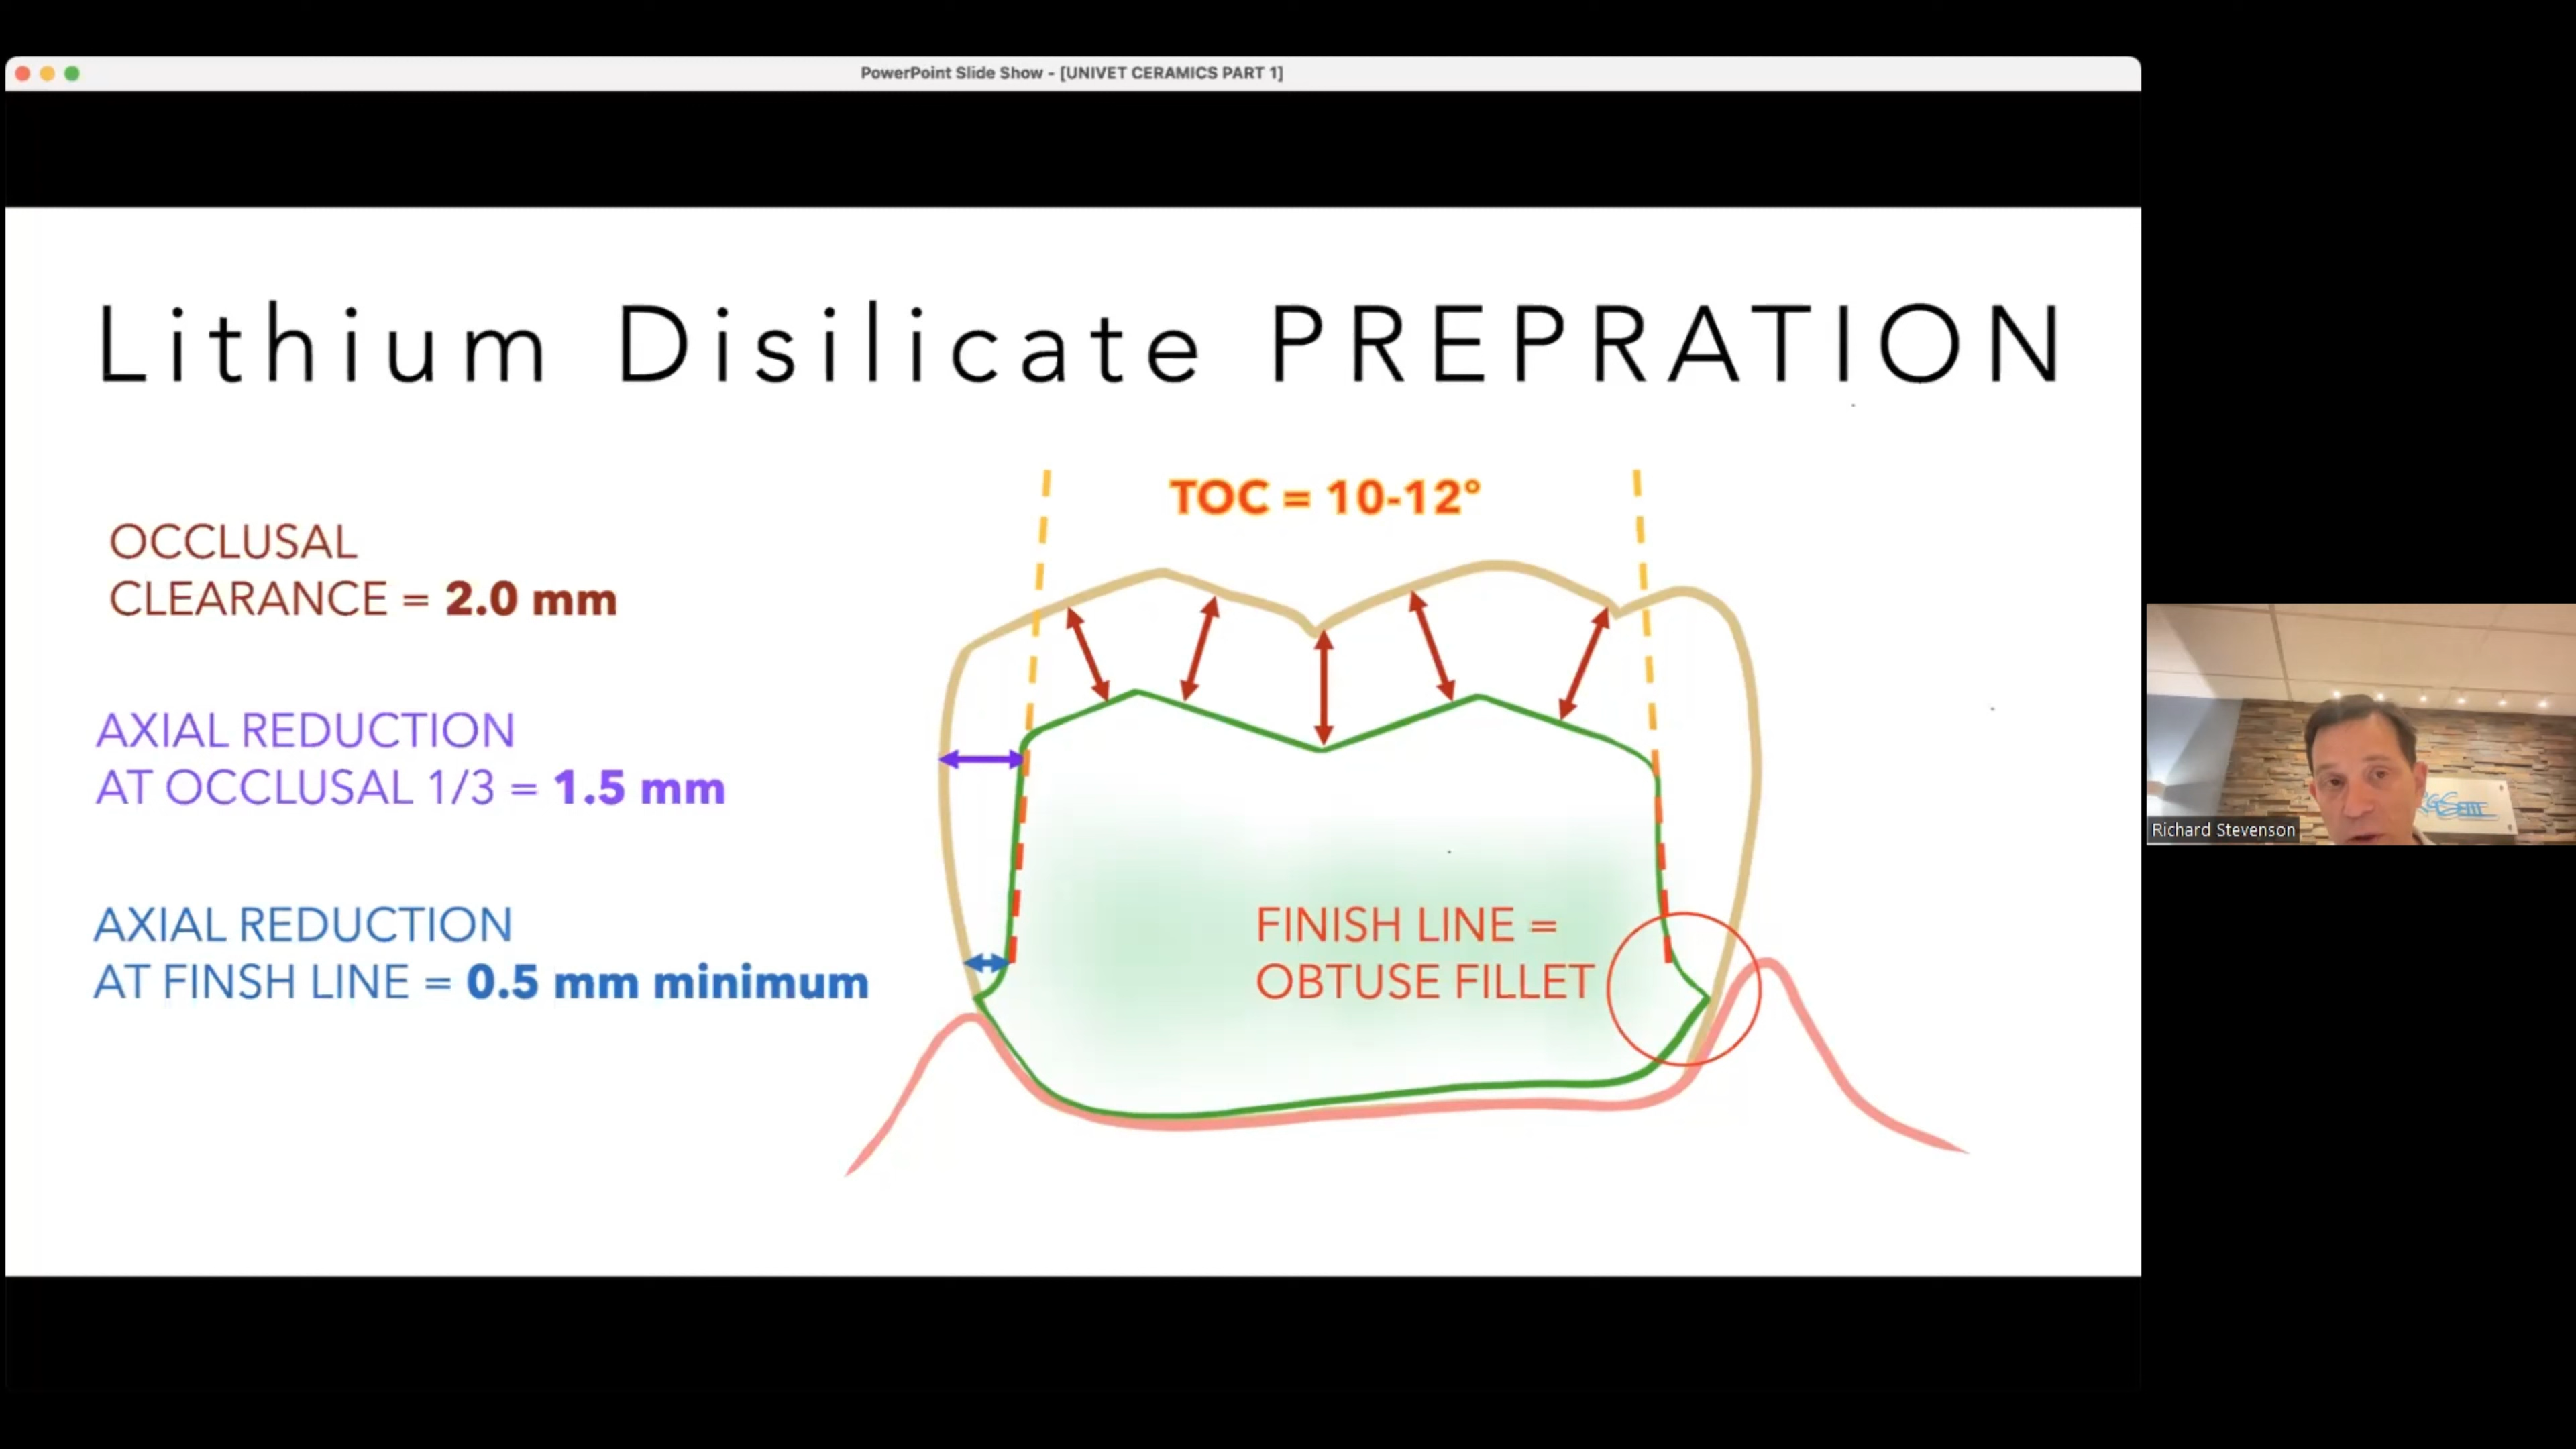 PowerPoint Slide Show - [UNIVET CERAMICS PART 1]
Lithium Disilicate PREPRATION
TOC = 10-12°
OCCLUSAL
CLEARANCE = 2.0 mm
AXIAL REDUCTION
AT OCCLUSAL 1/3 = 1.5 mm
AXIAL REDUCTION
AT FINSH LINE = 0.5 mm minimum
FINISH LINE =
OBTUSE FILLET
Richard Stevenson